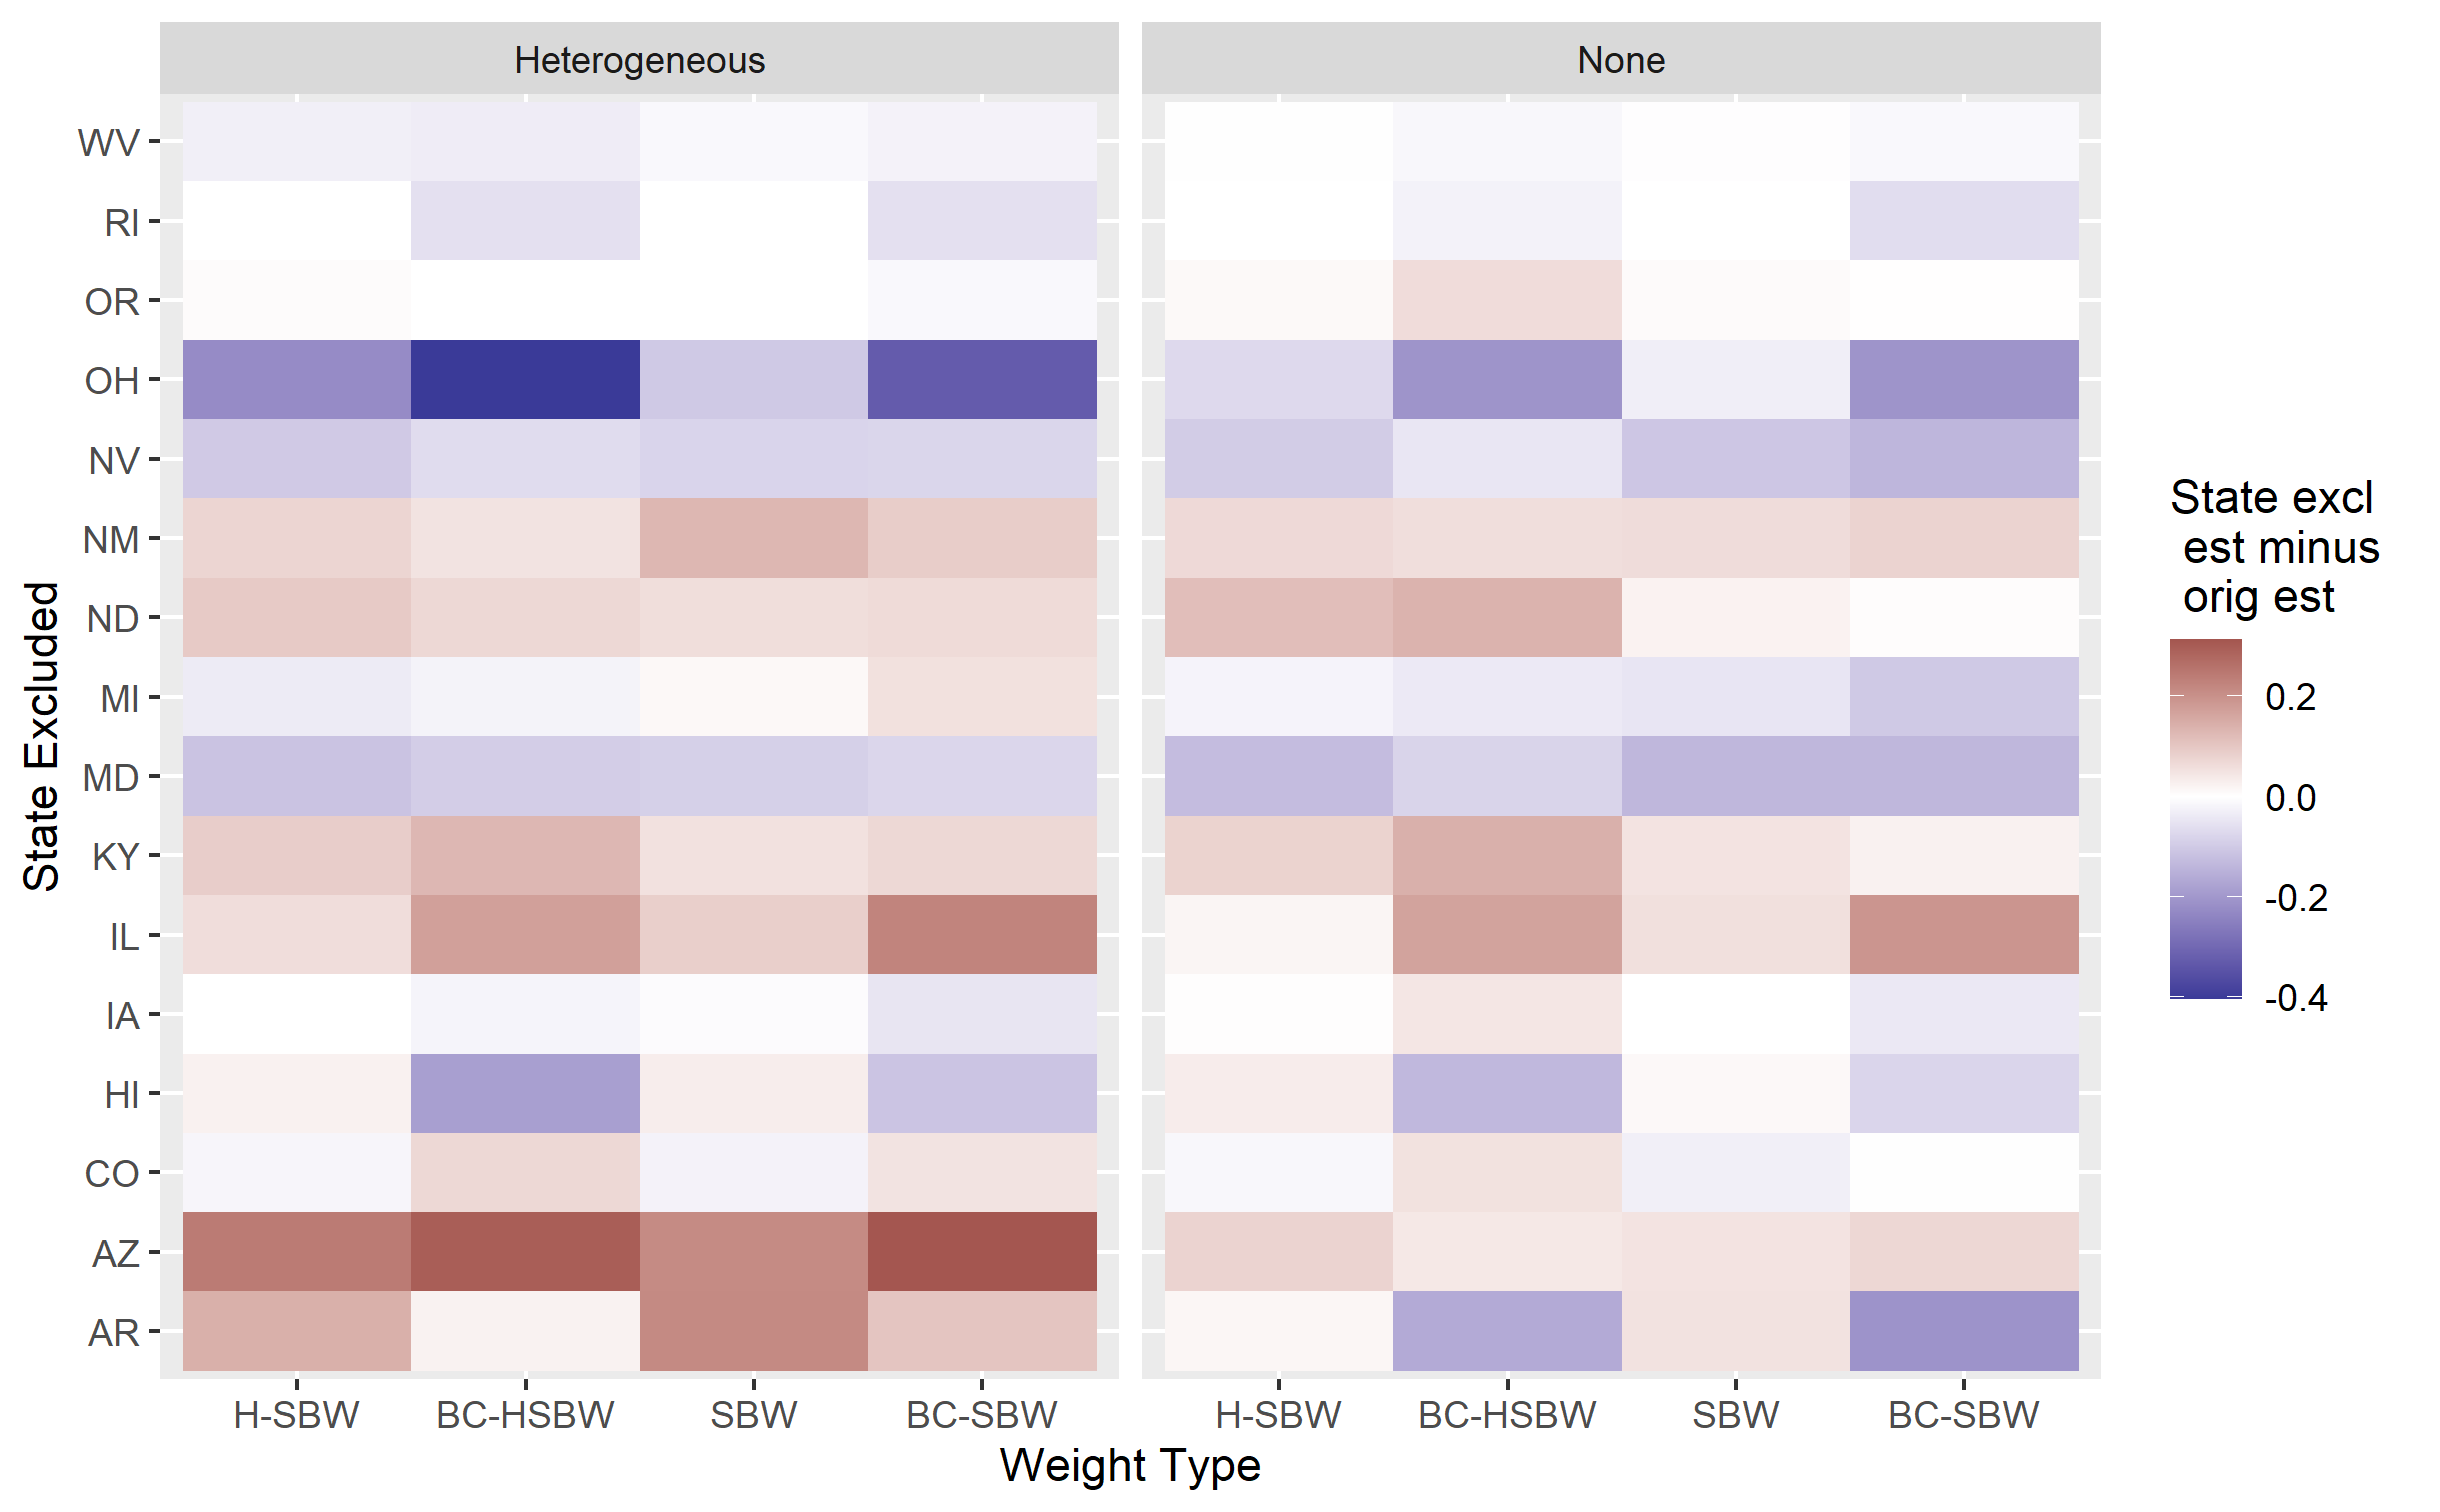 Heterogeneous
None
WV
RI
OR
OH
NV
NM
ND
MI
MD
KY
IL
IA
HI
CO
AZ
AR
State Excluded
H-SBW
BC-HSBW
SBW
BC-SBW
H-SBW
BC-HSBW
SBW
BC-SBW
Weight Type
State excl
est minus
orig est
0.2
0.0
-0.2
-0.4